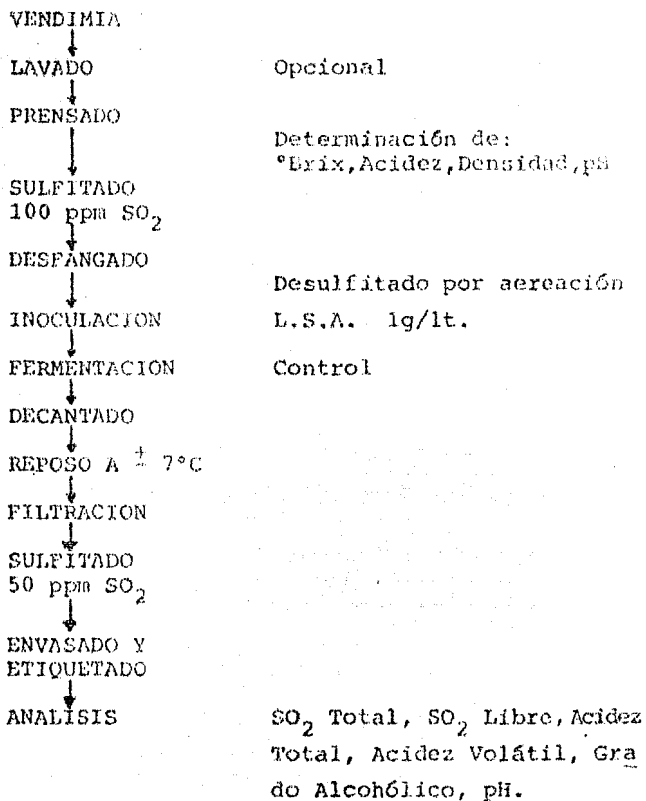 VENDIMIA
LAVADO Opcional
PRENSADO
Determinación de:
°Brix,Acidez,Densidad,pH
SULFITADO
100 ppm SO2
DESFANGADO
Desulfitado por aereación
INOCULACION L.S.A. 1g/lt.
FERMENTACION Control
DECANTADO
REPOSO A ± 7°C
FILTRACION
SULFITADO
50 ppm SO2
ENVASADO Y
ETIQUETADO
ANALISIS SO2 Total, SO2 Libre,Acidez
Total, Acidez Volátil, Gra
do Alcohólico, pH.